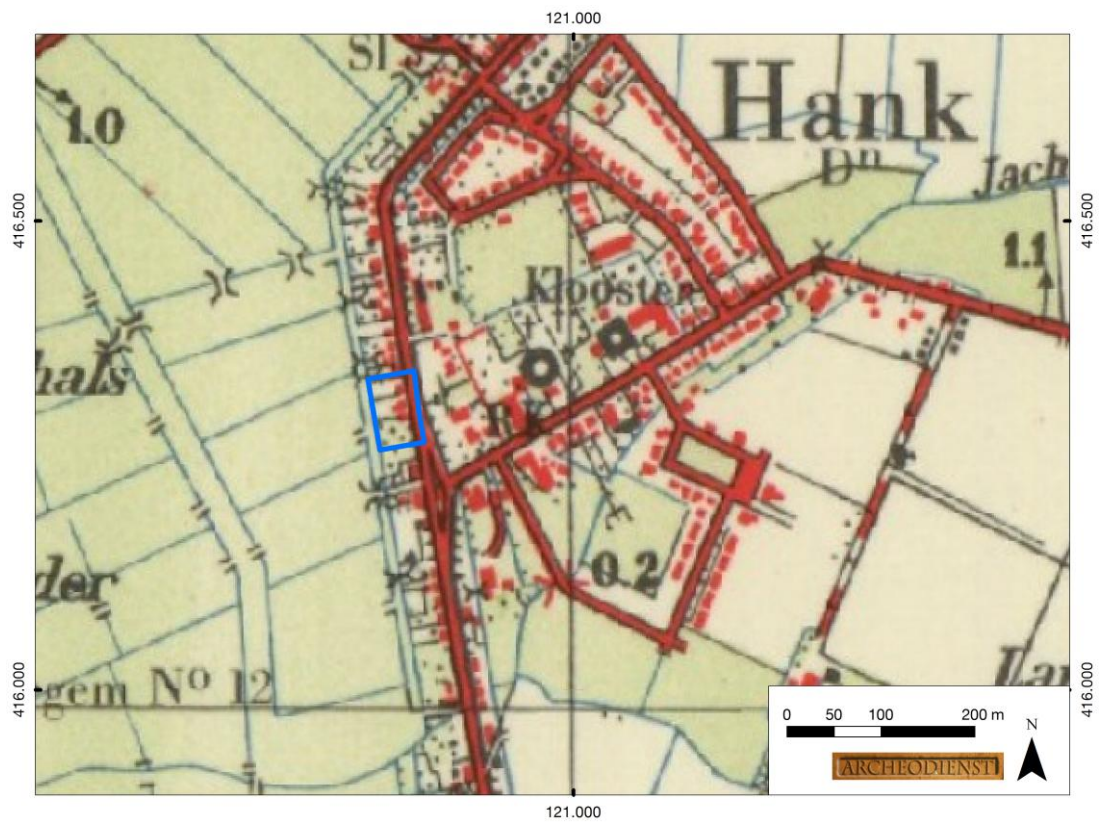 121.000
Sl
Hank
1.0
Dn
Jach
416.500
416.500
1.1
Klooster
hals
R K
0.2
der
Lan
gem No 12
416.000
416.000
0 50 100 200 m
N
ARCHEODIENST
121.000